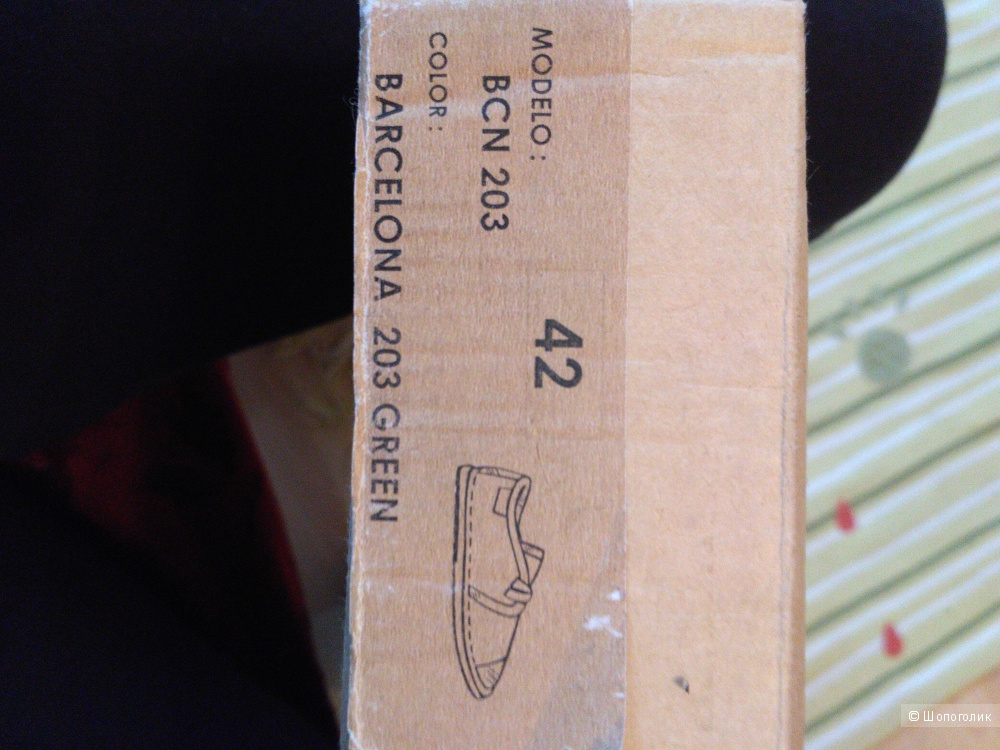 MODELO :
BCN 203
42
COLOR :
BARCELONA 203 GREEN
© Шопоголик